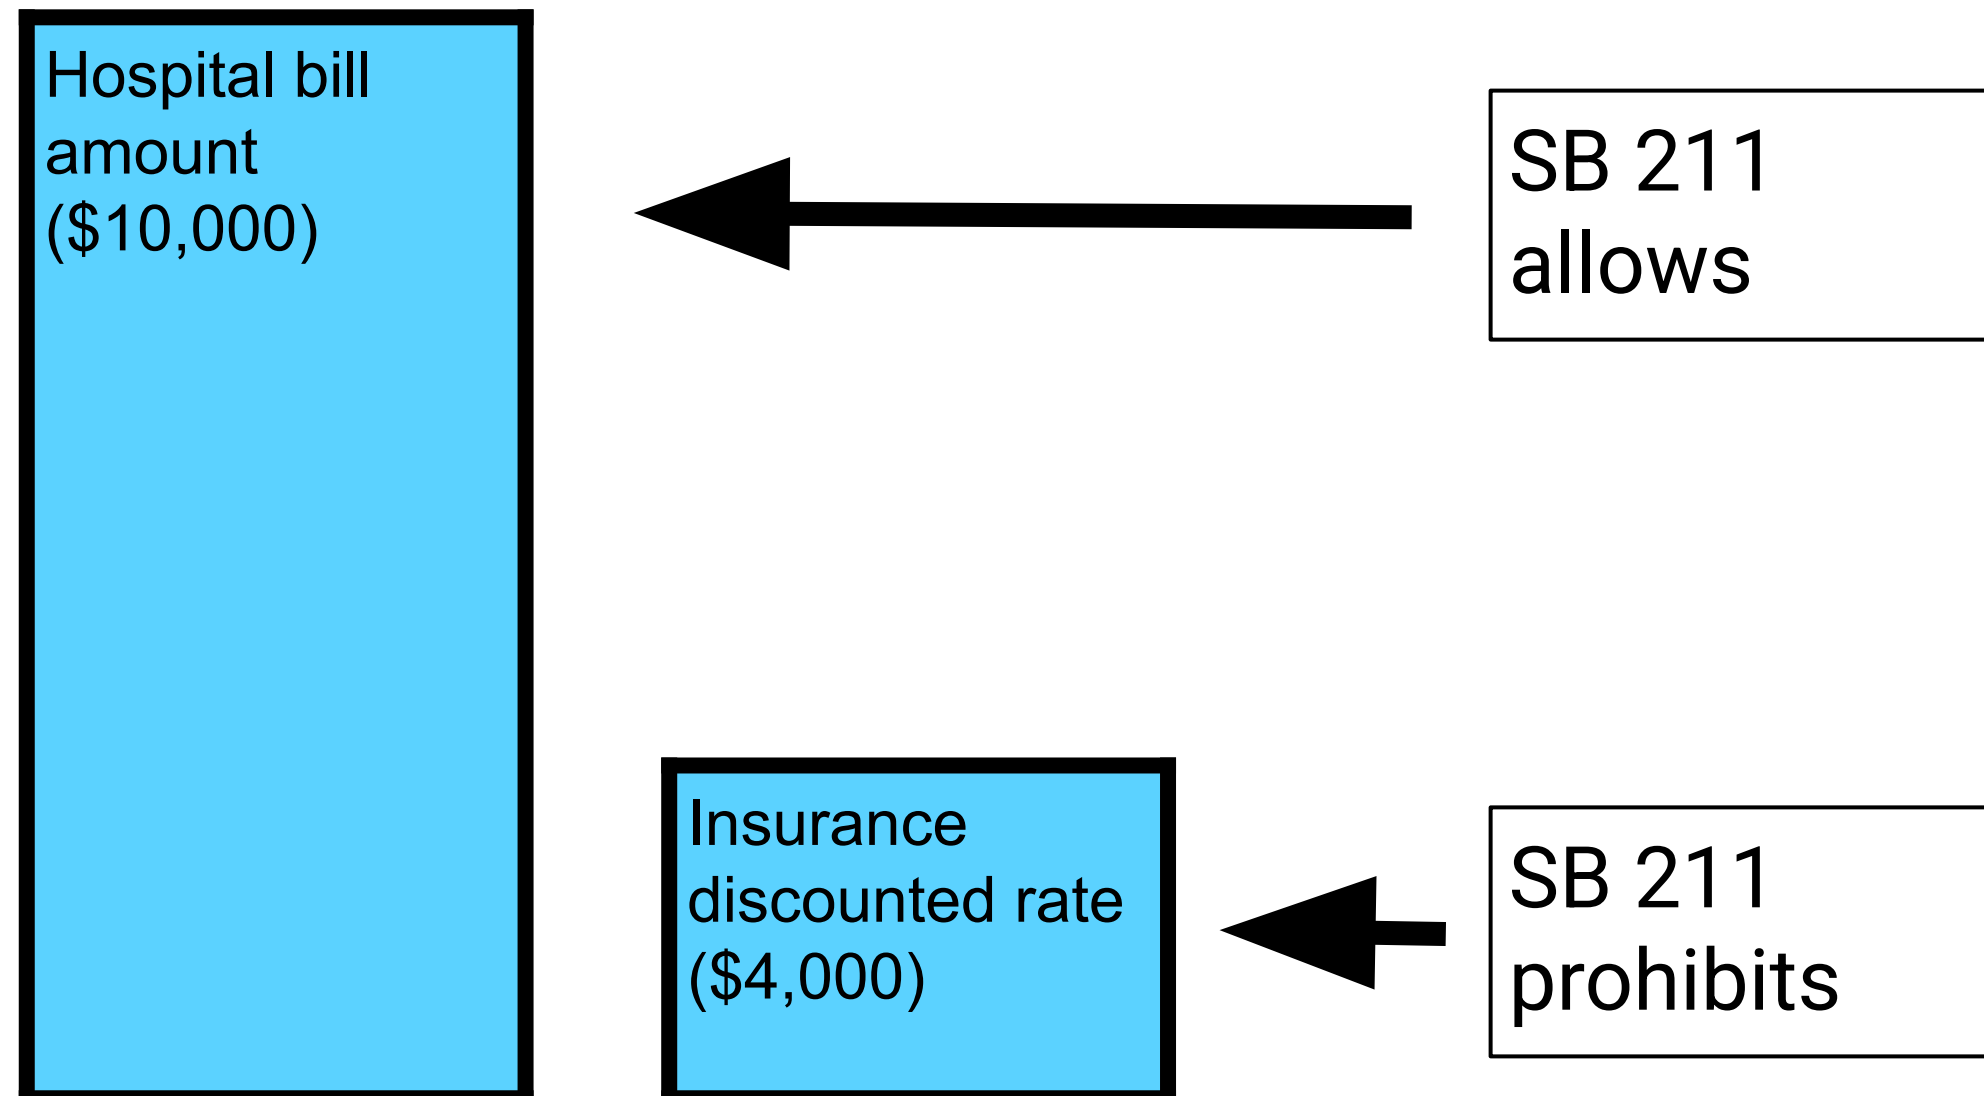 Hospital bill
amount
($10,000)
SB 211
allows
Insurance
discounted rate
($4,000)
SB 211
prohibits